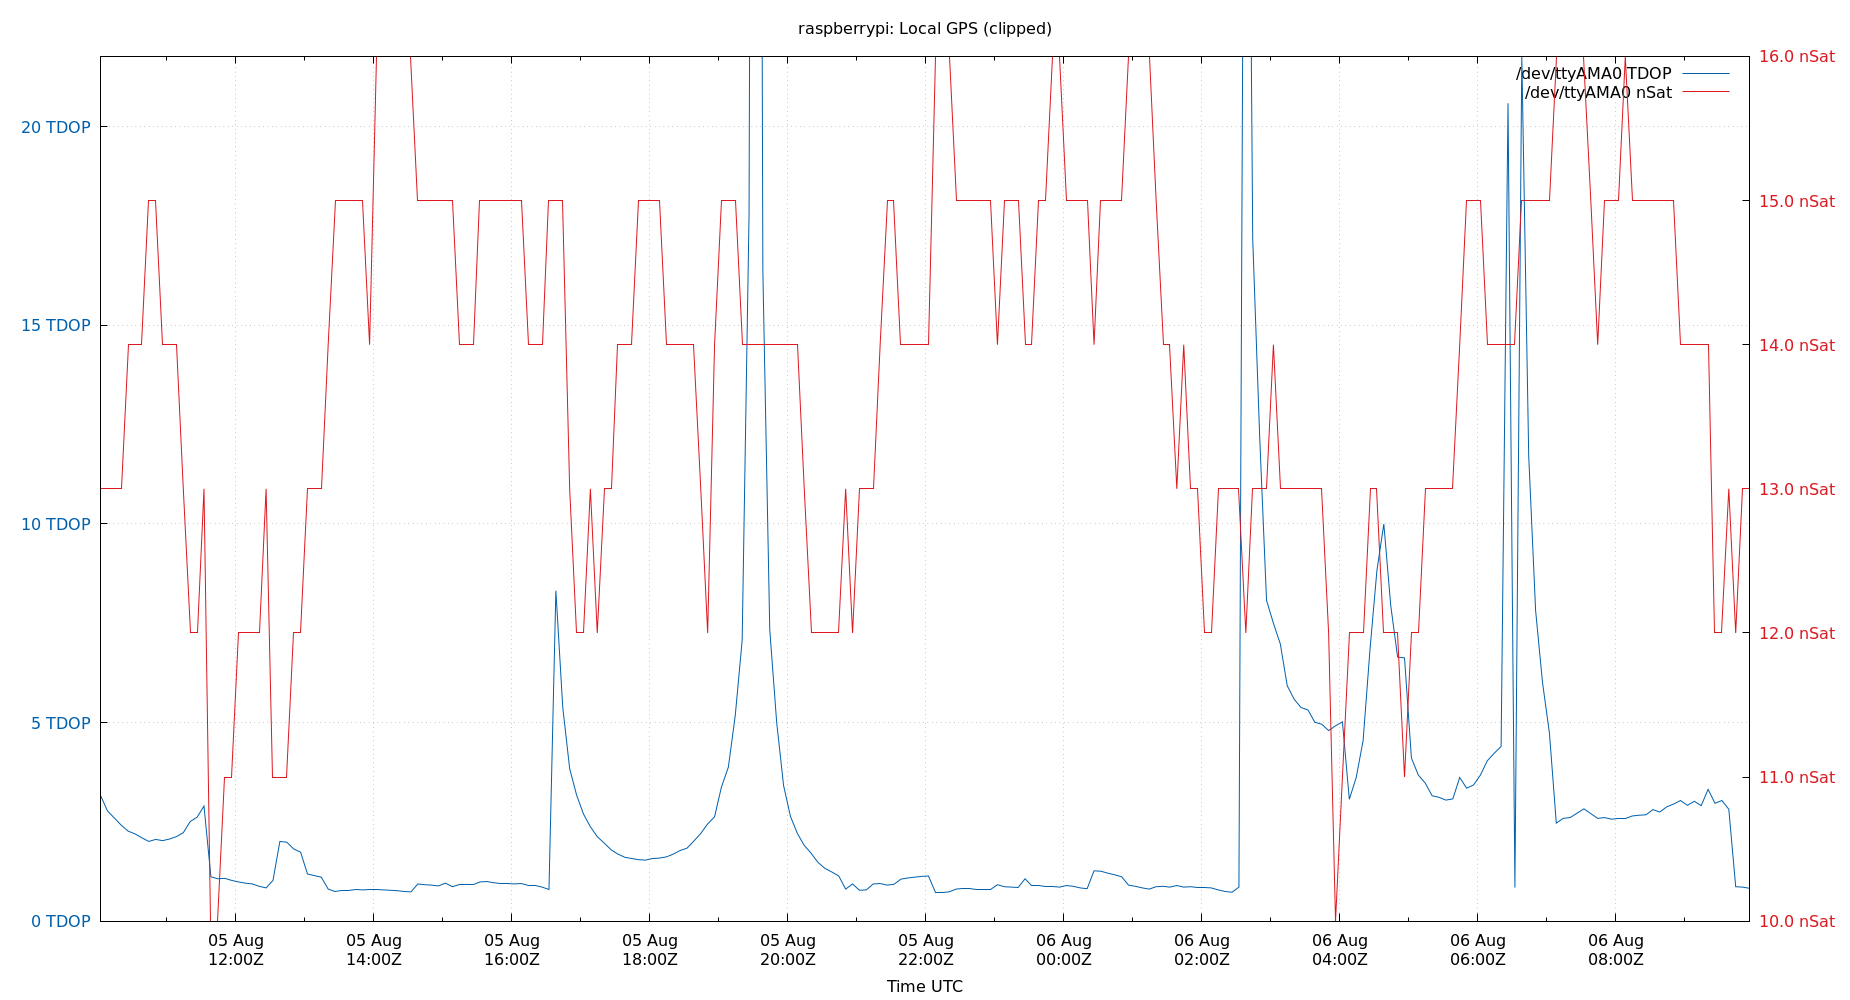 raspberrypi: Local GPS (clipped)
/dev/ttyAMA0 TDOP
/dev/ttyAMA0 nSat
20 TDOP
15 TDOP
10 TDOP
5 TDOP
0 TDOP
16.0 nSat
15.0 nSat
14.0 nSat
13.0 nSat
12.0 nSat
11.0 nSat
10.0 nSat
05 Aug
12:00Z
05 Aug
14:00Z
05 Aug
16:00Z
05 Aug
18:00Z
05 Aug
20:00Z
05 Aug
22:00Z
06 Aug
00:00Z
06 Aug
02:00Z
06 Aug
04:00Z
06 Aug
06:00Z
06 Aug
08:00Z
Time UTC